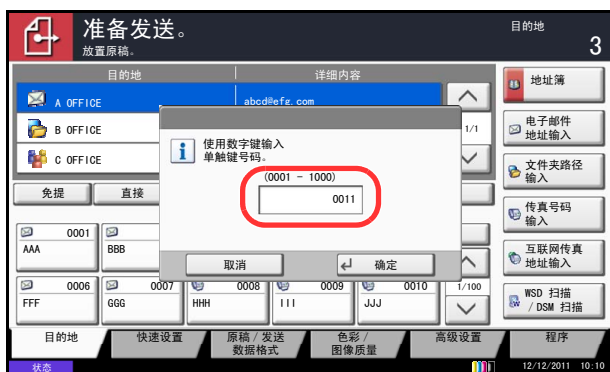 准备发送。
放置原稿。
目的地
3
目的地
详细内容
A OFFICE
abcd@efg.com
B OFFICE
C OFFICE
1/1
使用数字键输入
单触键号码。
(0001 - 1000)
0011
取消
确定
免提
直接
0001
AAA
BBB
0006
FFF
0007
GGG
0008
HHH
0009
III
0010
JJJ
1/100
地址簿
电子邮件
地址输入
文件夹路径
输入
传真号码
输入
互联网传真
地址输入
WSD 扫描
/DSM 扫描
目的地
快速设置
原稿/发送
数据格式
色彩/
图像质量
高级设置
程序
状态
12/12/2011 10:10